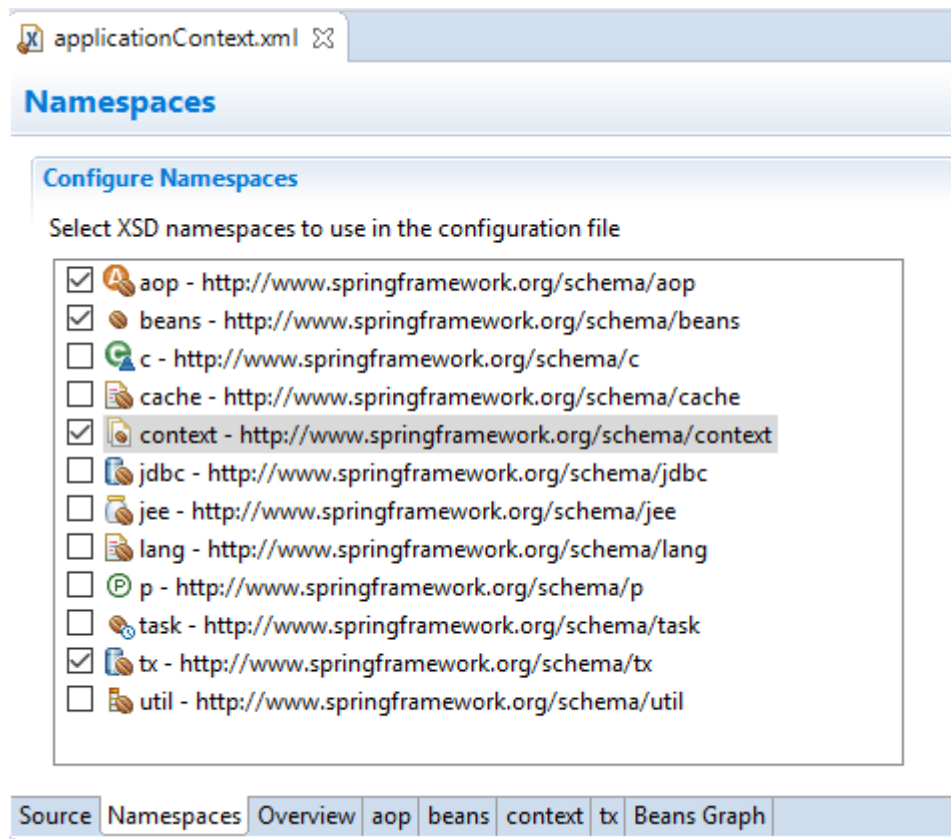 applicationContext.xml
Namespaces
Configure Namespaces
Select XSD namespaces to use in the configuration file
aop - http://www.springframework.org/schema/aop
beans - http://www.springframework.org/schema/beans
c - http://www.springframework.org/schema/c
cache - http://www.springframework.org/schema/cache
context - http://www.springframework.org/schema/context
jdbc - http://www.springframework.org/schema/jdbc
jee - http://www.springframework.org/schema/jee
lang - http://www.springframework.org/schema/lang
p - http://www.springframework.org/schema/p
task - http://www.springframework.org/schema/task
tx - http://www.springframework.org/schema/tx
util - http://www.springframework.org/schema/util
Source Namespaces Overview aop beans context tx Beans Graph